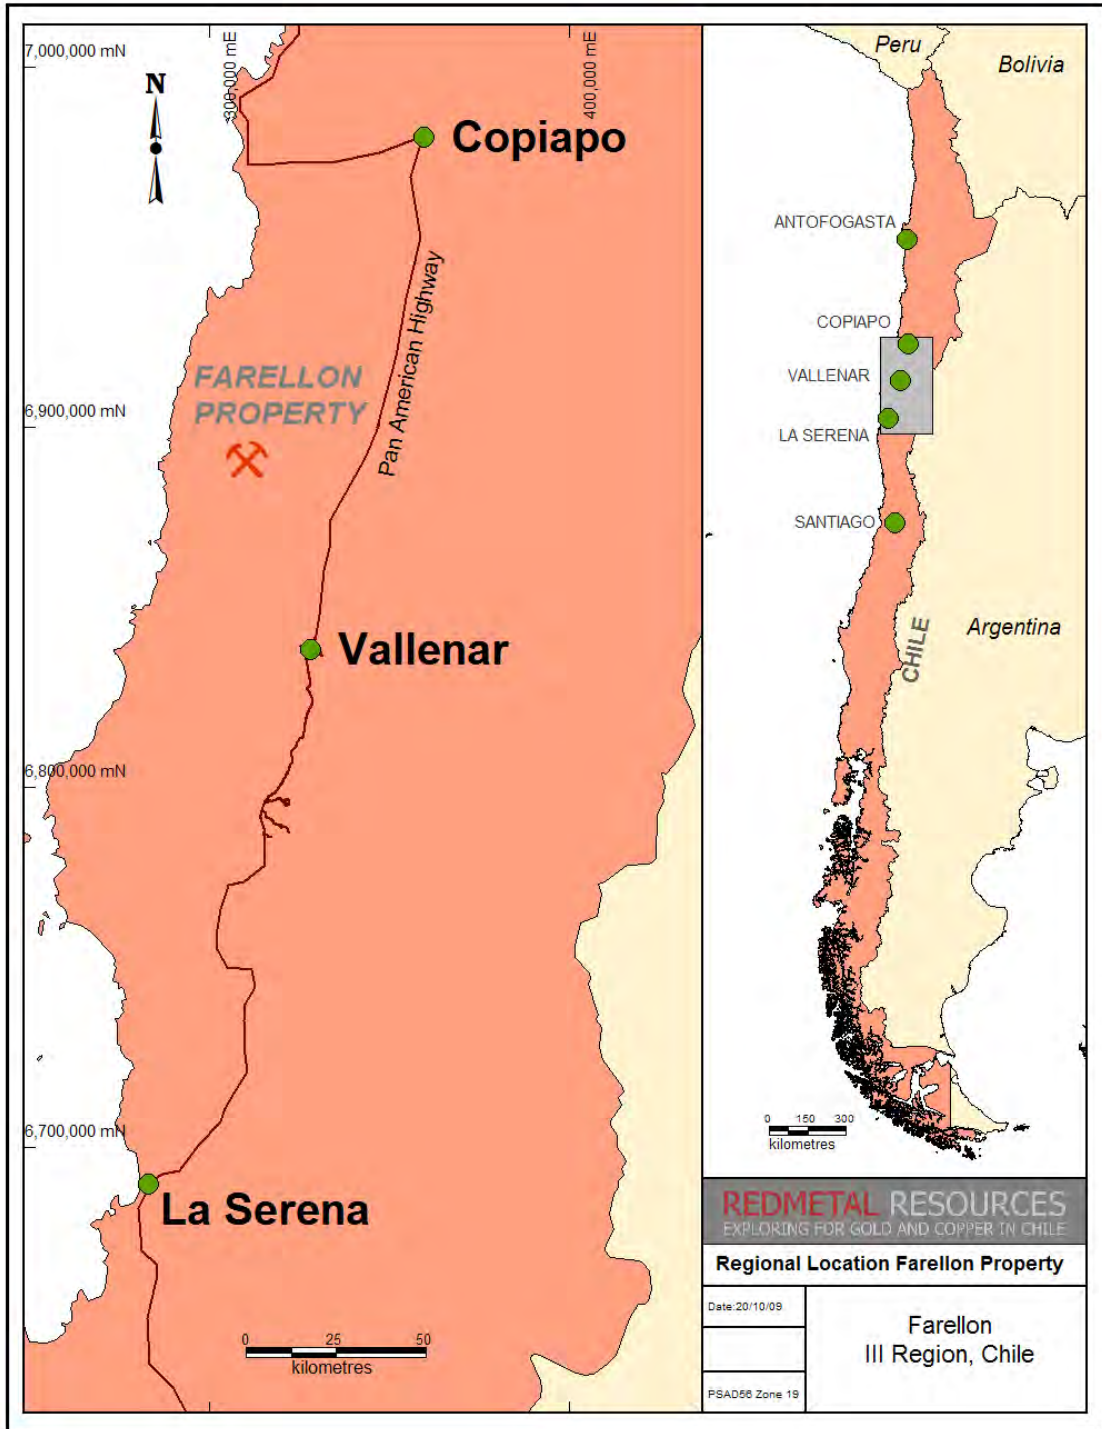 7,000,000 mN
300,000 mE
400,000 mE
N
Copiapo
Pan American Highway
FARELLON
PROPERTY
6,900,000 mN
Vallenar
6,800,000 mN
6,700,000 mN
La Serena
0 25 50
kilometres
Peru
Bolivia
ANTOFOGASTA
COPIAPO
VALLENAR
LA SERENA
SANTIAGO
CHILE
Argentina
0 150 300
kilometres
REDMETAL RESOURCES
EXPLORING FOR GOLD AND COPPER IN CHILE
Regional Location Farellon Property
Date:20/10/09
Farellon
III Region, Chile
PSAD56 Zone 19